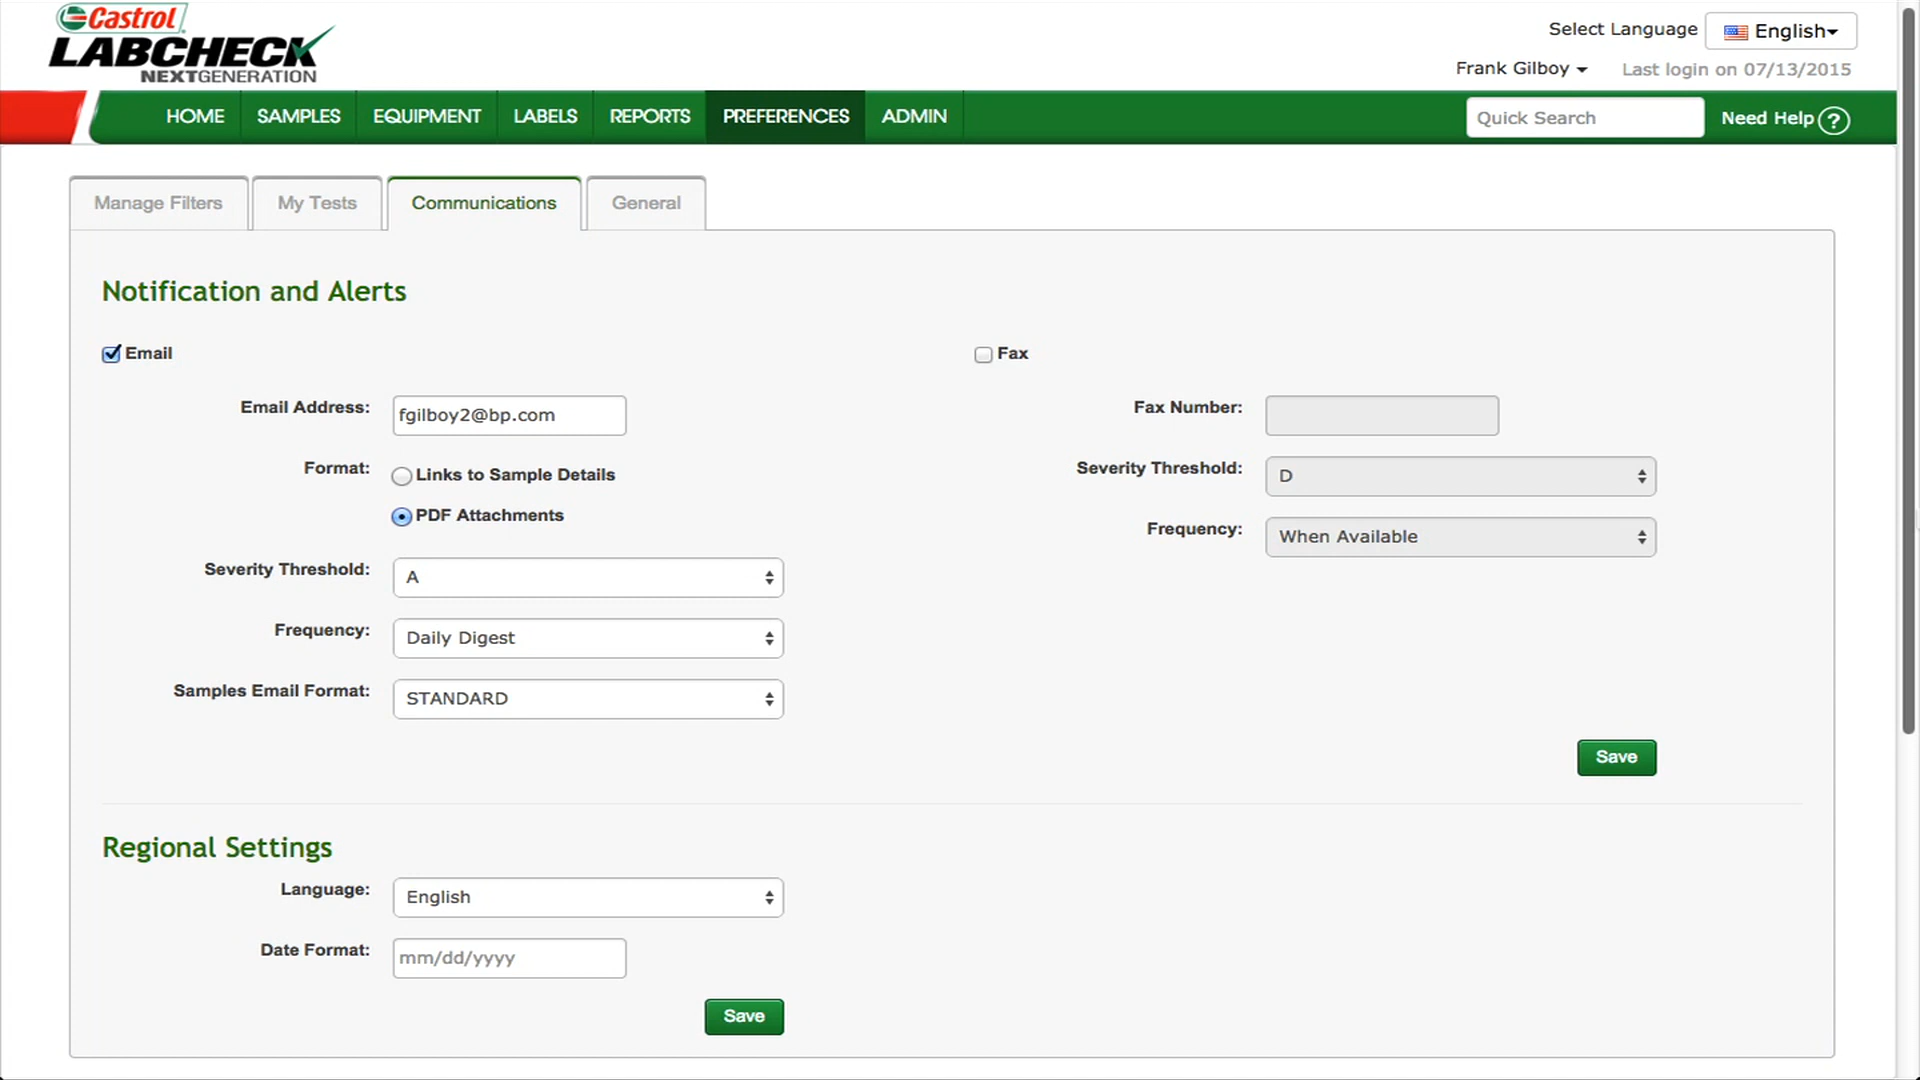 Castrol
LABCHECK
NEXTGENERATION
Select Language English
Frank Gilboy Last login on 07/13/2015
HOME SAMPLES EQUIPMENT LABELS REPORTS PREFERENCES ADMIN Quick Search Need Help ?
Manage Filters My Tests Communications General
Notification and Alerts
Email Fax
Email Address: fgilboy2@bp.com Fax Number:
Format: Links to Sample Details Severity Threshold: D
PDF Attachments Frequency: When Available
Severity Threshold: A
Frequency: Daily Digest
Samples Email Format: STANDARD
Save
Regional Settings
Language: English
Date Format: mm/dd/yyyy
Save